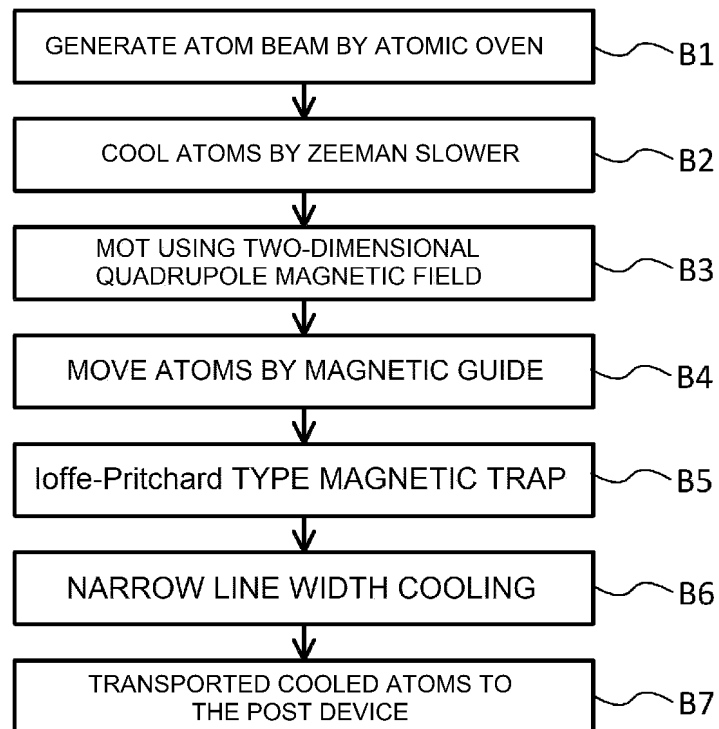 GENERATE ATOM BEAM BY ATOMIC OVEN
B1
COOL ATOMS BY ZEEMAN SLOWER
B2
MOT USING TWO-DIMENSIONAL
QUADRUPOLE MAGNETIC FIELD
B3
MOVE ATOMS BY MAGNETIC GUIDE
B4
Ioffe-Pritchard TYPE MAGNETIC TRAP
B5
NARROW LINE WIDTH COOLING
B6
TRANSPORTED COOLED ATOMS TO
THE POST DEVICE
B7